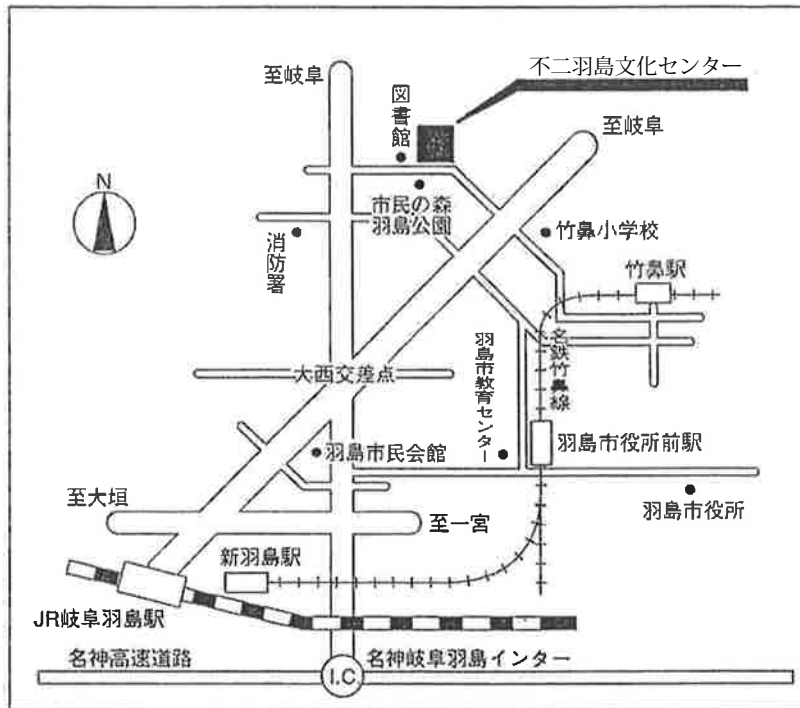 不二羽島文化センター
至岐阜
図書館
至岐阜
N
市民の森
羽島公園
消防署
竹鼻小学校
竹鼻駅
名鉄竹鼻線
羽島市教育センター
大西交差点
羽島市民会館
羽島市役所前駅
至大垣
至一宮
羽島市役所
新羽島駅
JR岐阜羽島駅
名神高速道路
I.C.
名神岐阜羽島インター